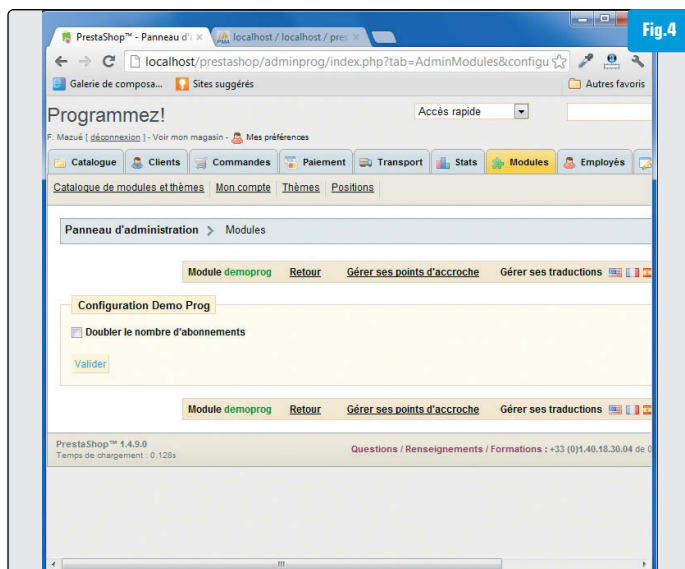 Fig.4
PrestaShop™ - Panneau d'a
localhost / localhost / pres
localhost/prestashop/adminprog/index.php?tab=AdminModules&configu
Galerie de composa... Sites suggérés Autres favoris
Programmez! Accès rapide
F. Mazué [ déconnexion ] - Voir mon magasin - Mes préférences
Catalogue Clients Commandes Paiement Transport Stats Modules Employés
Catalogue de modules et thèmes Mon compte Thèmes Positions
Panneau d'administration > Modules
Module demoprog Retour Gérer ses points d'accroche Gérer ses traductions
Configuration Demo Prog
Doubler le nombre d'abonnements
Valider
Module demoprog Retour Gérer ses points d'accroche Gérer ses traductions
PrestaShop™ 1.4.9.0
Temps de chargement : 0.128s
Questions / Renseignements / Formations : +33 (0)1.40.18.30.04 de